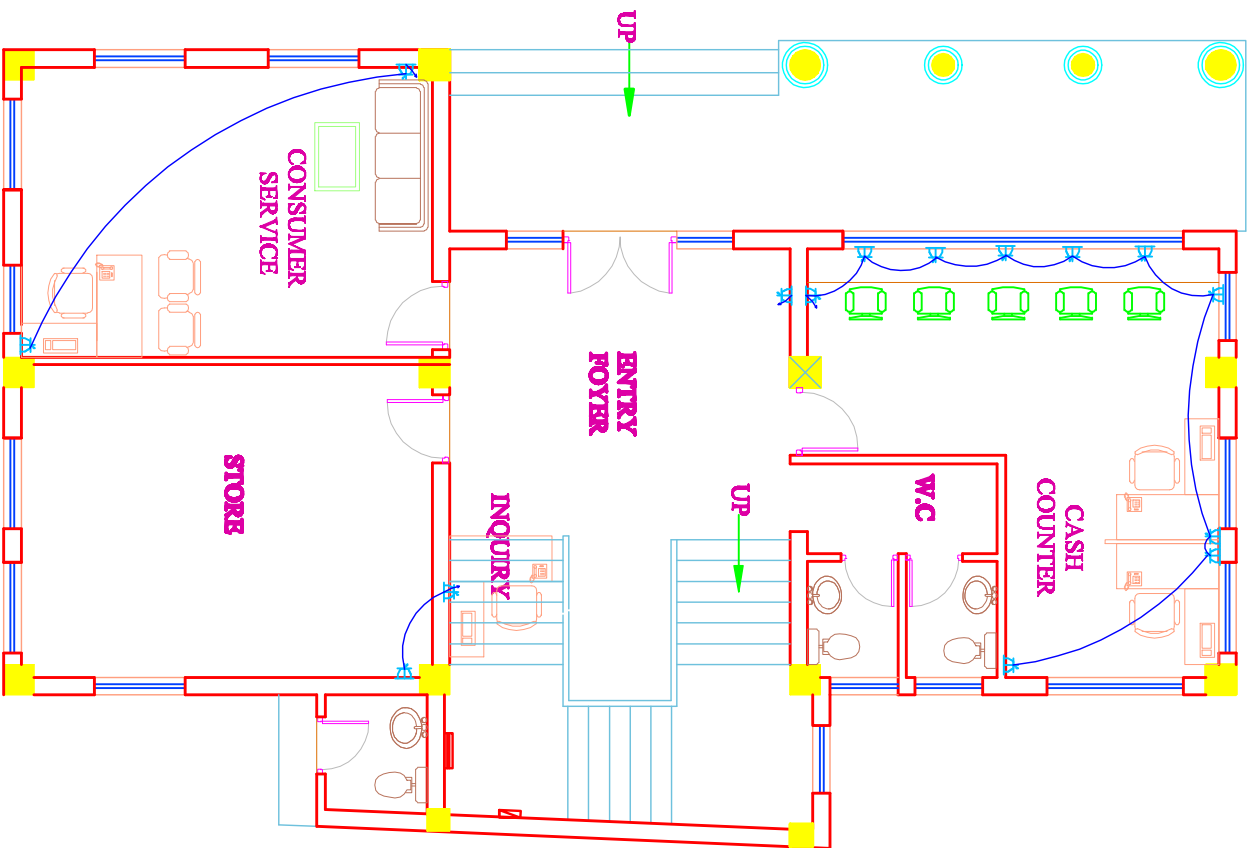 UP
CONSUMER
SERVICE
ENTRY
FOYER
STORE
INQUIRY
UP
W.C
CASH
COUNTER